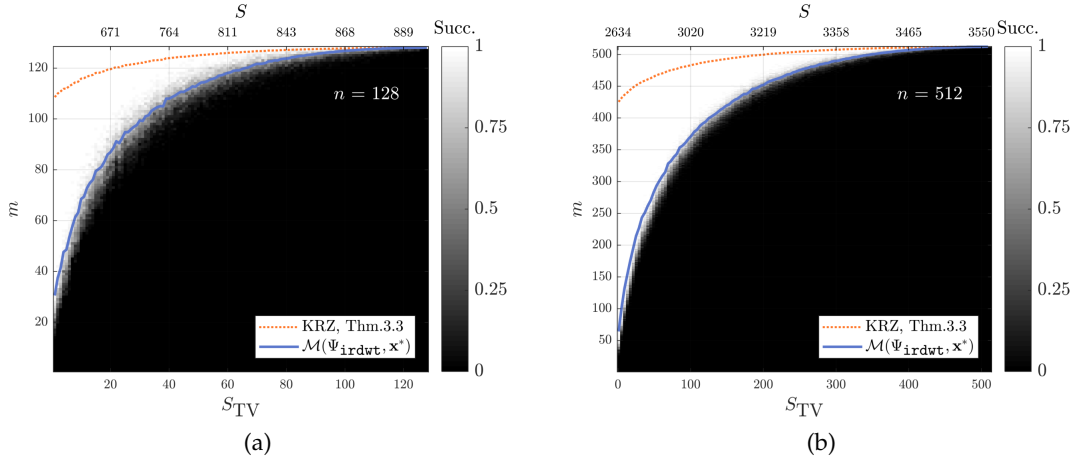 S
671 764 811 843 868 889
Succ.
120
100
80
60
40
20
m
n = 128
KRZ, Thm.3.3
M(Ψ_irdwt, x*)
20 40 60 80 100 120
S_TV
1
0.75
0.5
0.25
0
(a)
S
2634 3020 3219 3358 3465 3550
Succ.
500
450
400
350
300
250
200
150
100
50
m
n = 512
KRZ, Thm.3.3
M(Ψ_irdwt, x*)
0 100 200 300 400 500
S_TV
1
0.75
0.5
0.25
0
(b)